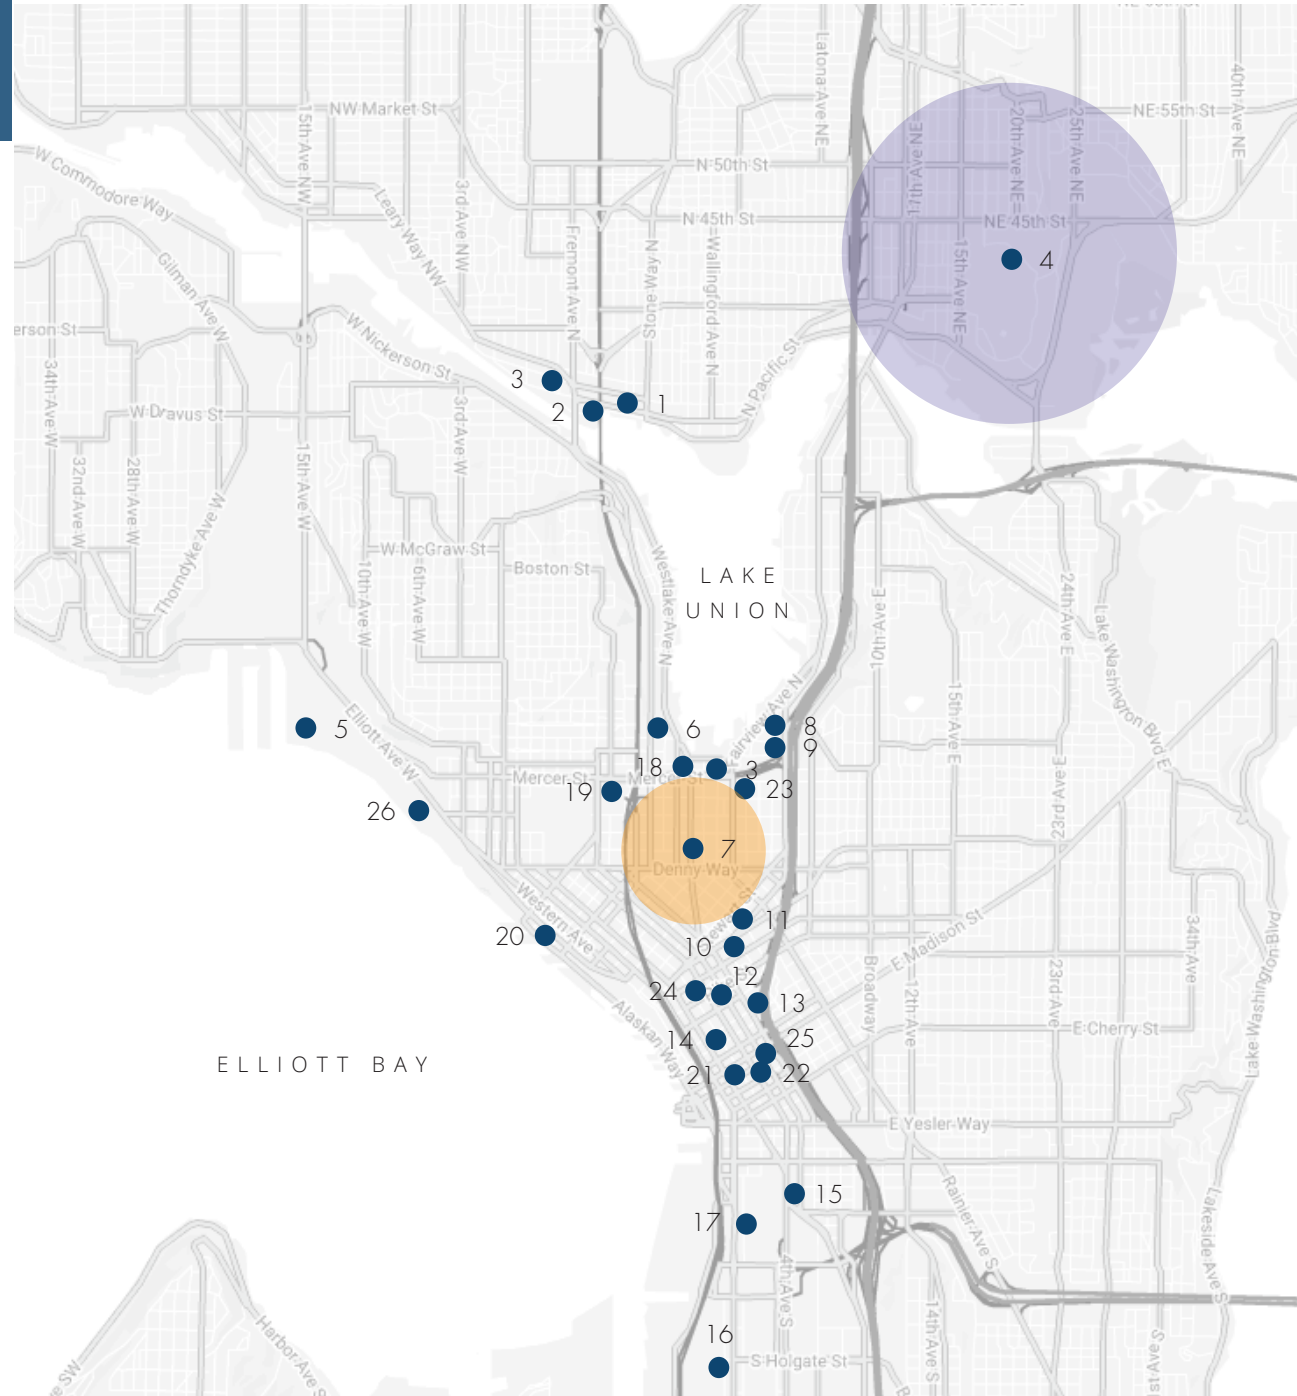 NW Market St
NE 55th St
40th Ave NE
Latona Ave NE
15th Ave NW
20th Ave NE
25th Ave NE
11th Ave NE
W Commodore Way
N 50th St
3rd Ave NW
Leary Way NW
N 45th St
NE 45th St
Fremont Ave N
Stone Way N
Wallingford Ave N
15th Ave NE
4
Gilman Ave W
erson St
W Nickerson St
34th Ave W
N Pacific St
3
1
2
W Dravus St
3rd Ave W
32nd Ave W
28th Ave W
15th Ave W
Thorndyke Ave W
W McGraw St
Boston St
10th Ave W
6th Ave W
Westlake Ave N
LAKE
UNION
10th Ave E
24th Ave E
Lake Washington Blvd E
15th Ave E
Fairview Ave N
5
Elliott Ave W
6
8
9
18
3
Mercer St
Mercer St
19
23
23rd Ave E
26
7
Denny Way
Western Ave
Stewart St
11
20
10
E Madison St
34th Ave
Lake Washington Blvd
Broadway
12th Ave
23rd Ave
24
12
13
Alaskan Way
14
25
E Cherry St
ELLIOTT BAY
21
22
E Yesler Way
15
17
Rainier Ave S
Lakeside Ave S
4th Ave S
14th Ave S
16
S Holgate St
Harbor Ave S
e SW